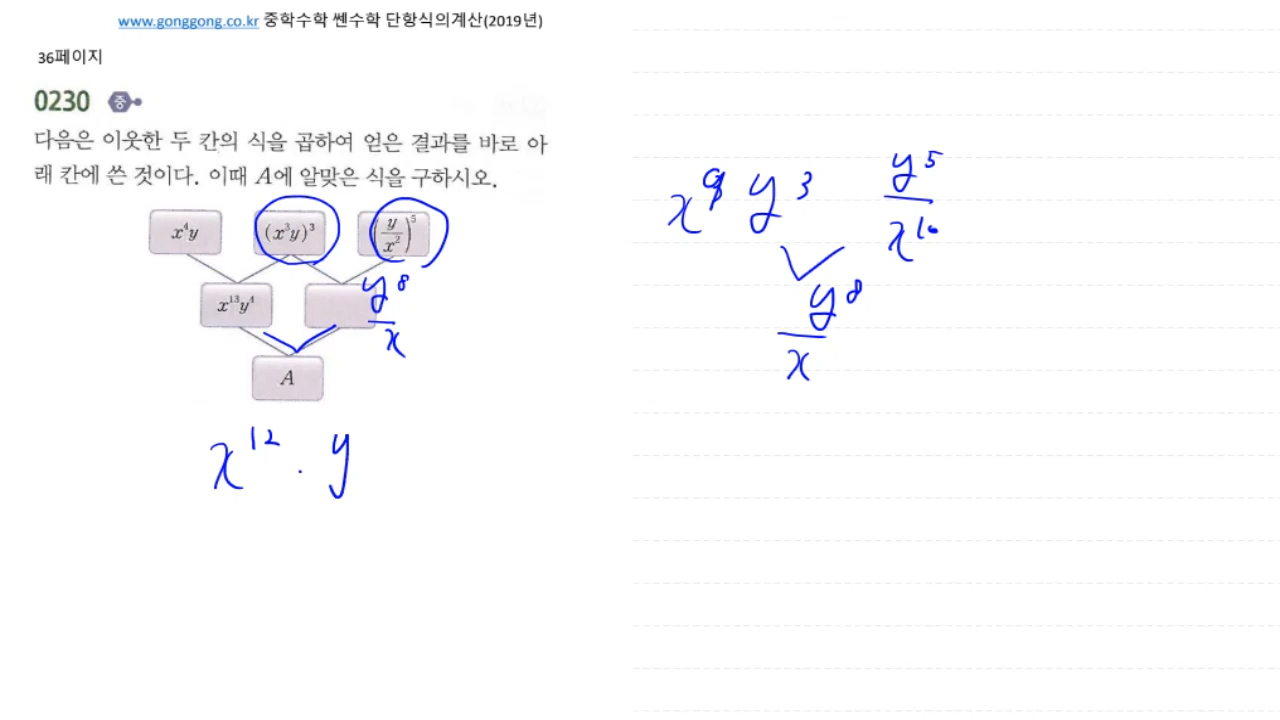 www.gonggong.co.kr 중학수학 쎈수학 단항식의계산(2019년)
36페이지
0230 중
다음은 이웃한 두 칸의 식을 곱하여 얻은 결과를 바로 아
래 칸에 쓴 것이다. 이때 A에 알맞은 식을 구하시오.
x⁴y (x³y)³ (y/x²)⁵
x¹³y⁴ y⁸/x
A
x¹² · y
x⁹ y³ y⁵/x¹⁰
y⁸/x